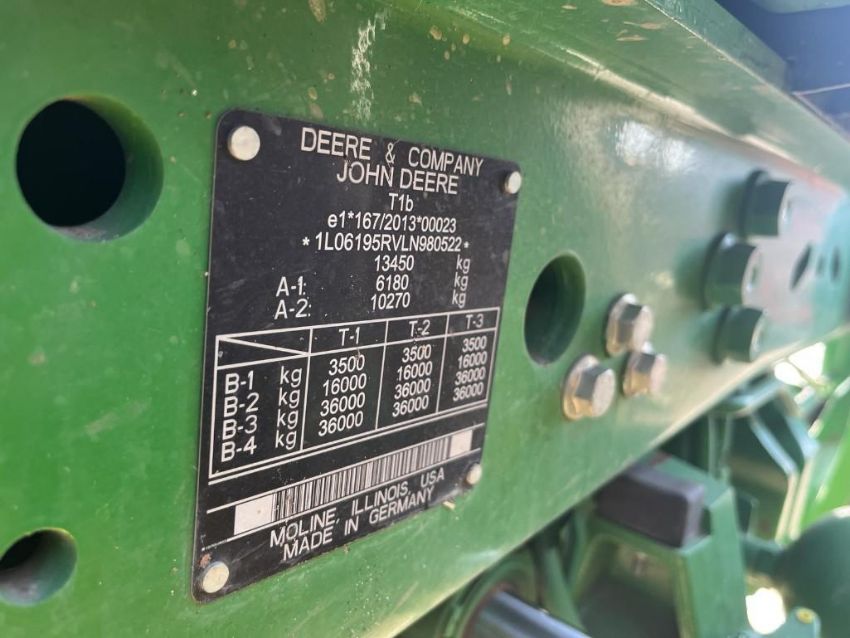 DEERE & COMPANY
JOHN DEERE
T1b
e1*167/2013*00023
*1L06195RVLN980522*
13450 kg
A-1: 6180 kg
A-2: 10270 kg
T-1 T-2 T-3
B-1 kg 3500 3500 3500
B-2 kg 16000 16000 16000
B-3 kg 36000 36000 36000
B-4 kg 36000 36000 36000
MOLINE, ILLINOIS, USA
MADE IN GERMANY